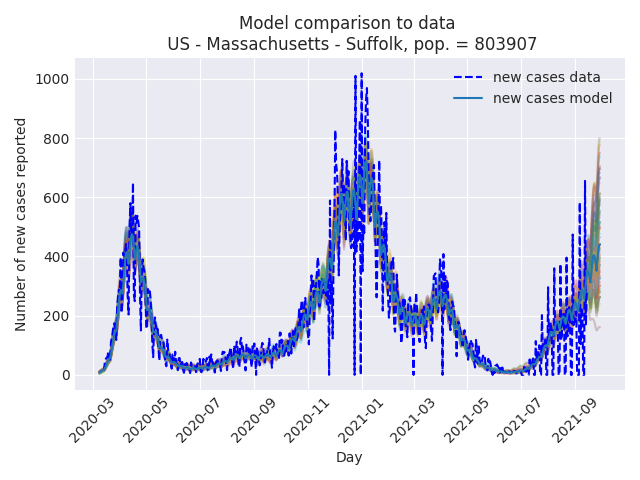 Model comparison to data
US - Massachusetts - Suffolk, pop. = 803907
new cases data
new cases model
Number of new cases reported
1000
800
600
400
200
0
2020-03
2020-05
2020-07
2020-09
2020-11
2021-01
2021-03
2021-05
2021-07
2021-09
Day